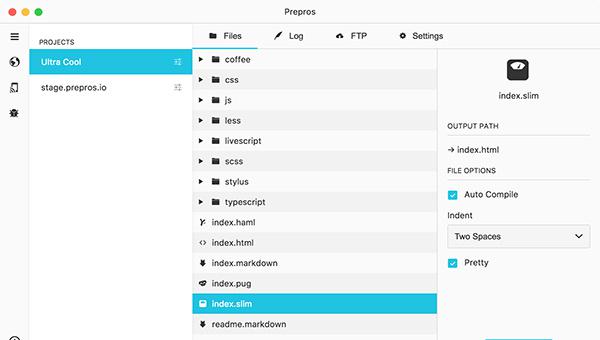 Prepros
PROJECTS
Ultra Cool
stage.prepros.io
Files
Log
FTP
Settings
coffee
css
js
less
livescript
scss
stylus
typescript
index.haml
index.html
index.markdown
index.pug
index.slim
readme.markdown
index.slim
OUTPUT PATH
→ index.html
FILE OPTIONS
Auto Compile
Indent
Two Spaces
Pretty